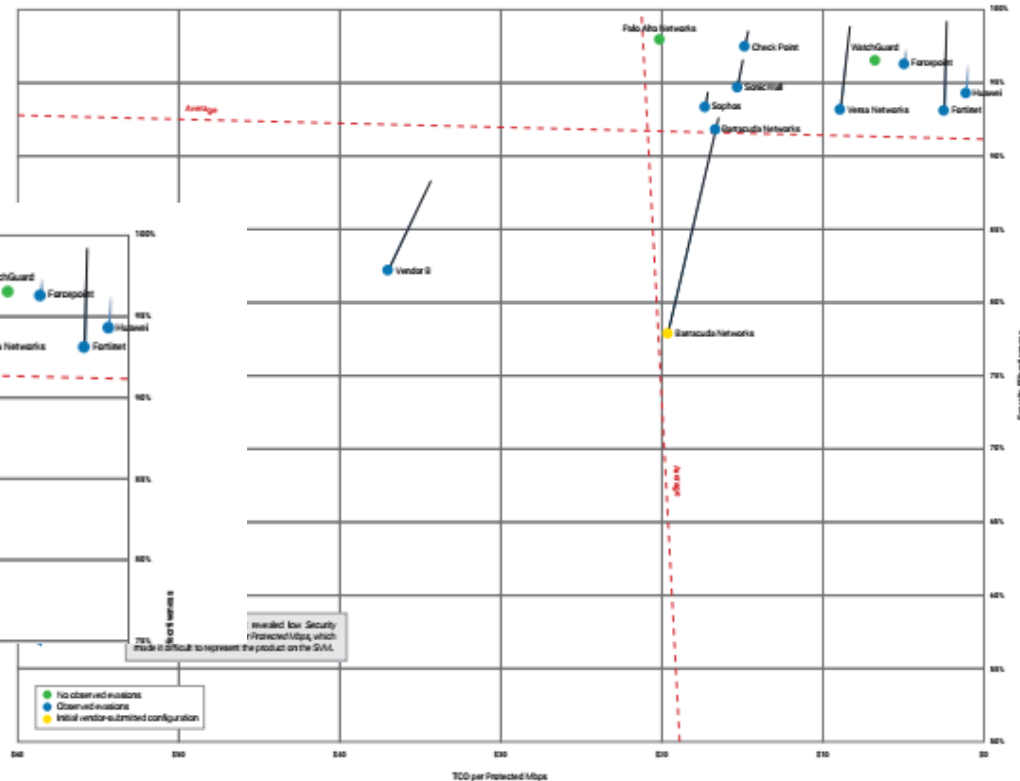 100%
Palo Alto Networks
Check Point
WatchGuard
Forcepoint
95%
SonicWall
Huawei
Sophos
Versa Networks
Fortinet
Average
Barracuda Networks
90%
85%
Vendor B
80%
Barracuda Networks
75%
70%
Average
65%
60%
55%
50%
100%
chGuard
Forcepoint
95%
Huawei
Networks
Fortinet
90%
85%
80%
75%
revealed low Security
Protected Mbps, which
made it difficult to represent the product on the SVM.
No observed evasions
Observed evasions
Initial vendor-submitted configuration
$60
$50
$40
$30
$20
$10
$0
TCO per Protected Mbps